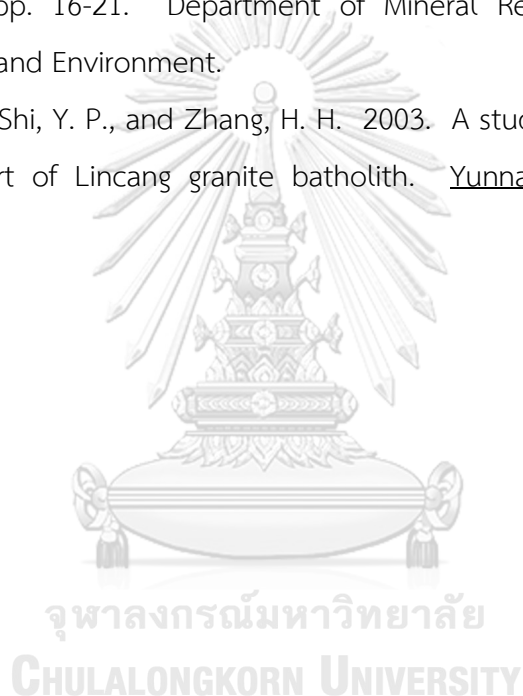 pp. 16-21. Department of Mineral Re
and Environment.
Shi, Y. P., and Zhang, H. H. 2003. A stud
rt of Lincang granite batholith. Yunna
จุฬาลงกรณ์มหาวิทยาลัย
CHULALONGKORN UNIVERSITY